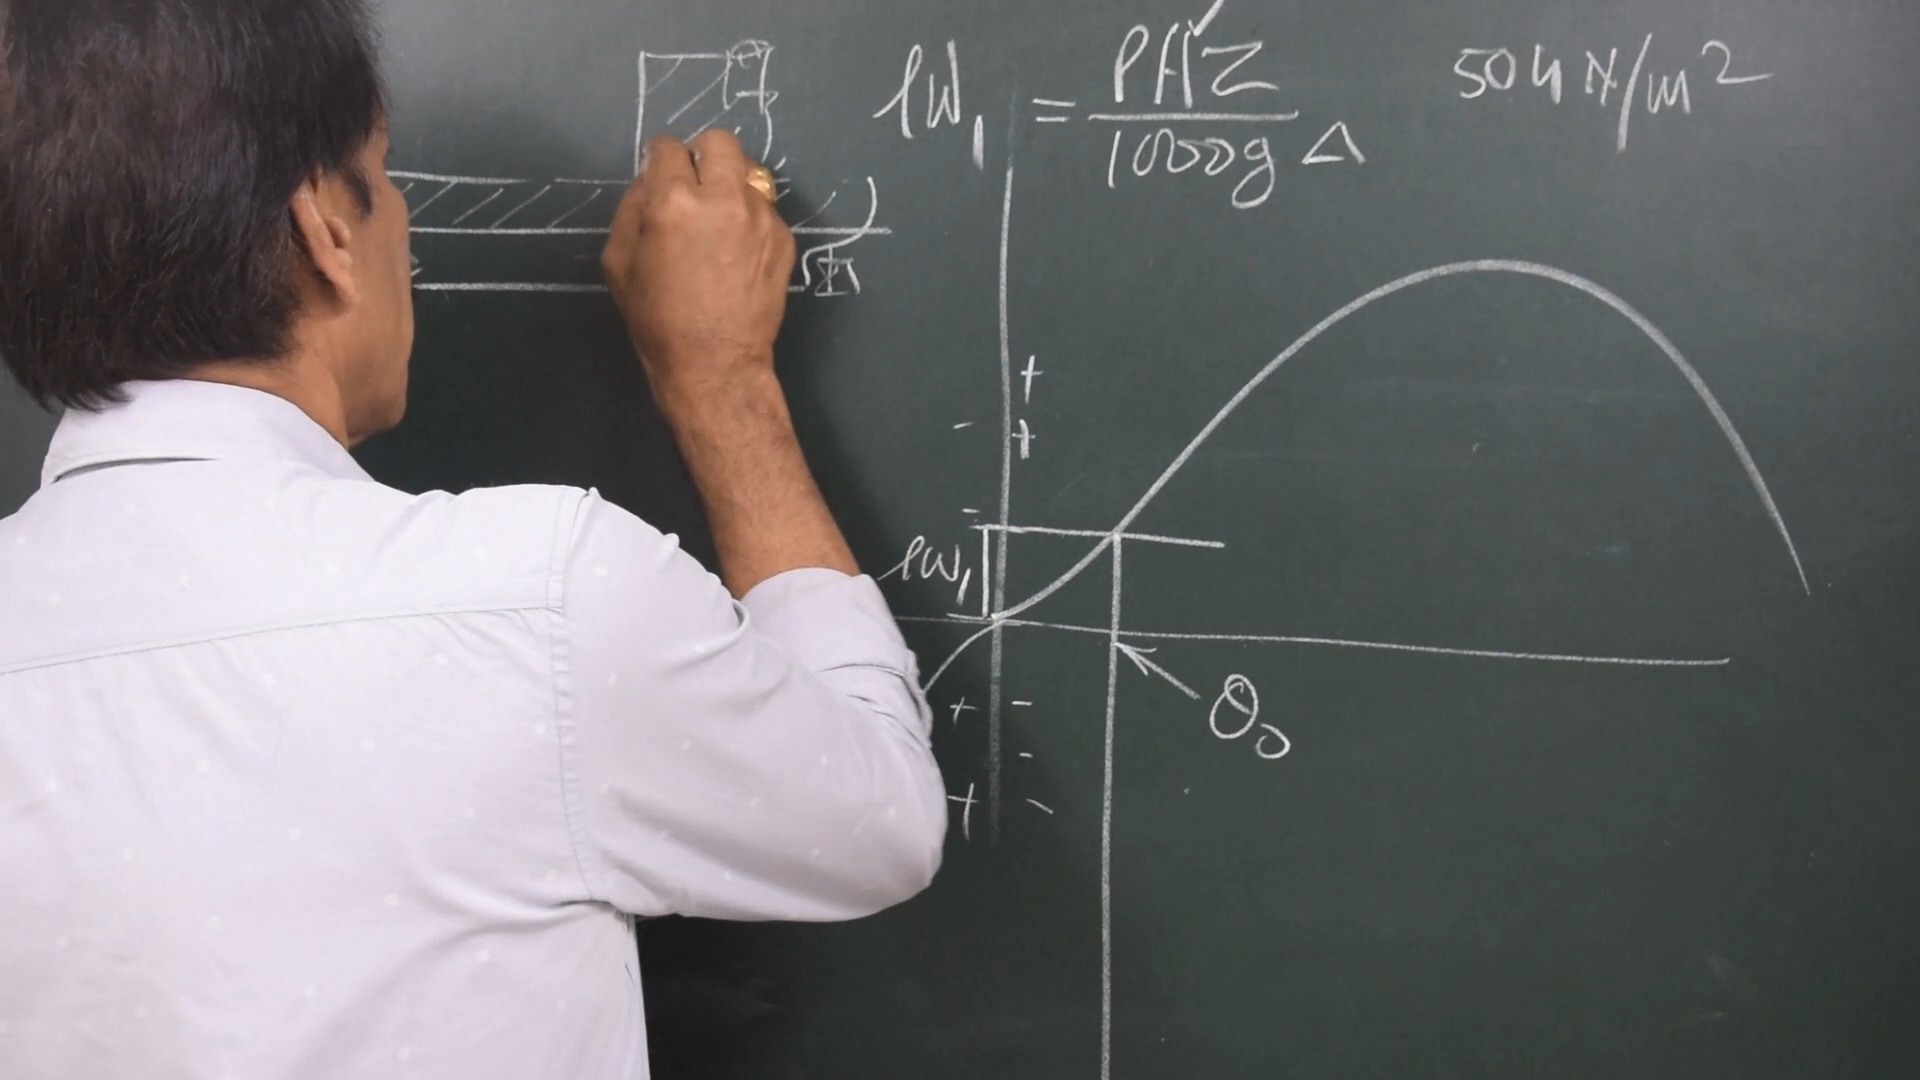 lw₁ = PAZ / 1000g Δ
504 N/m²
+
- +
-
lw₁
+ -
-
+ -
θ₀